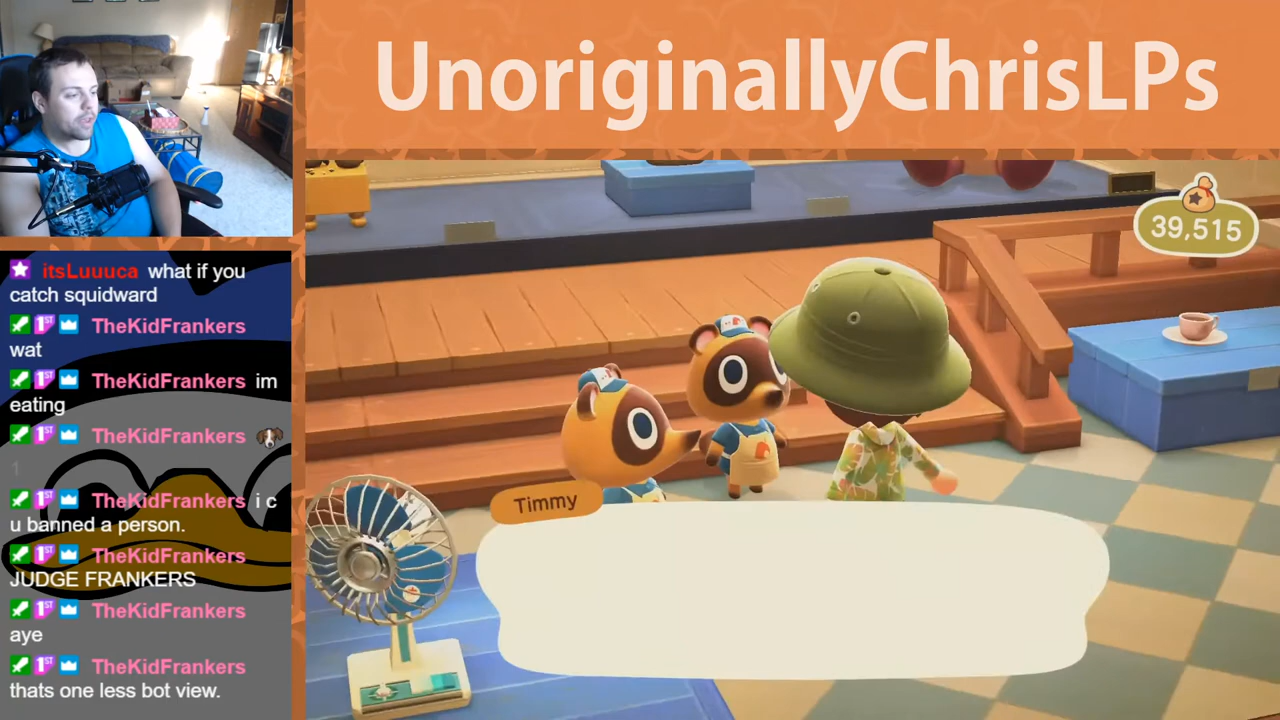 UnoriginallyChrisLPs
39,515
itsLuuuca what if you
catch squidward
TheKidFrankers
wat
TheKidFrankers im
eating
TheKidFrankers
1
TheKidFrankers i c
u banned a person.
TheKidFrankers
JUDGE FRANKERS
TheKidFrankers
aye
TheKidFrankers
thats one less bot view.
Timmy